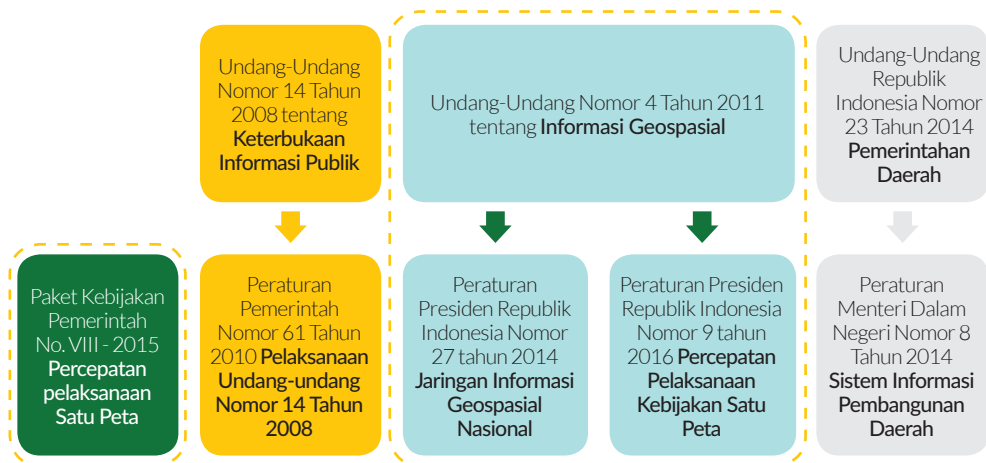 Undang-Undang
Nomor 14 Tahun
2008 tentang
Keterbukaan
Informasi Publik
Undang-Undang Nomor 4 Tahun 2011
tentang Informasi Geospasial
Undang-Undang
Republik
Indonesia Nomor
23 Tahun 2014
Pemerintahan
Daerah
Paket Kebijakan
Pemerintah
No. VIII - 2015
Percepatan
pelaksanaan
Satu Peta
Peraturan
Pemerintah
Nomor 61 Tahun
2010 Pelaksanaan
Undang-undang
Nomor 14 Tahun
2008
Peraturan
Presiden Republik
Indonesia Nomor
27 tahun 2014
Jaringan Informasi
Geospasial
Nasional
Peraturan Presiden
Republik Indonesia
Nomor 9 tahun
2016 Percepatan
Pelaksanaan
Kebijakan Satu
Peta
Peraturan
Menteri Dalam
Negeri Nomor 8
Tahun 2014
Sistem Informasi
Pembangunan
Daerah